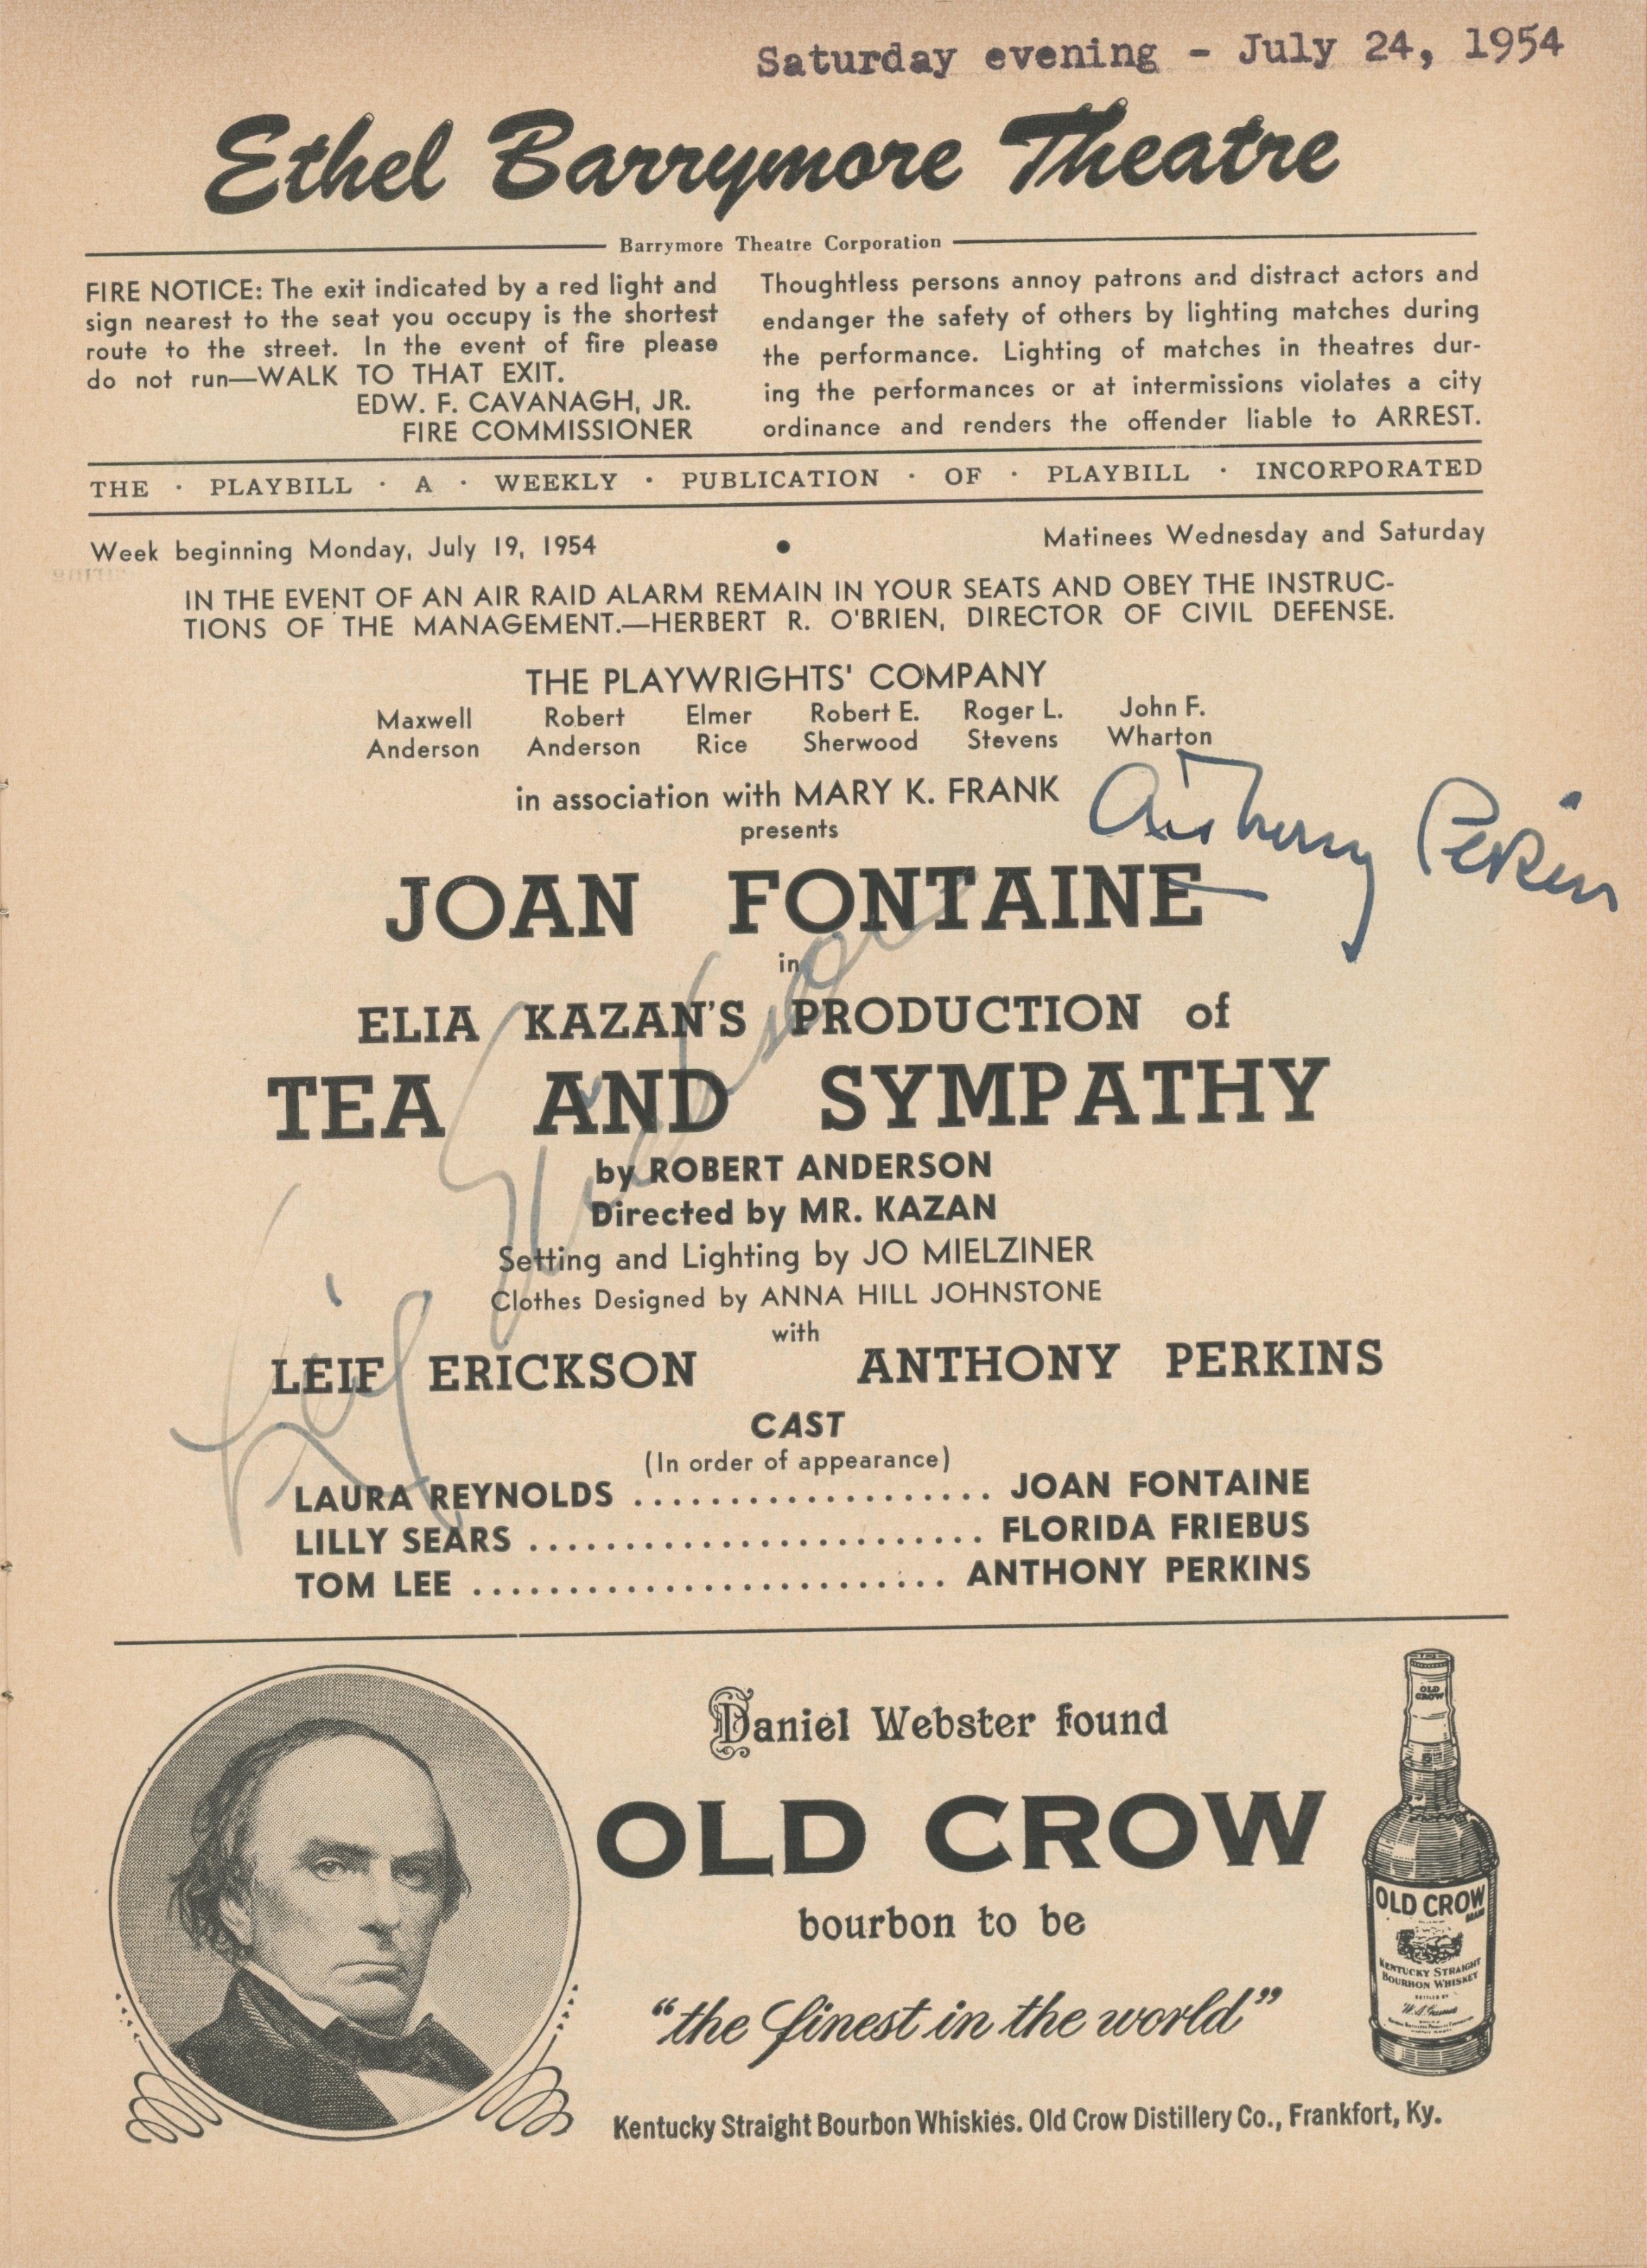 Saturday evening - July 24, 1954
Ethel Barrymore Theatre
Barrymore Theatre Corporation
FIRE NOTICE: The exit indicated by a red light and
sign nearest to the seat you occupy is the shortest
route to the street. In the event of fire please
do not run—WALK TO THAT EXIT.
EDW. F. CAVANAGH, JR.
FIRE COMMISSIONER
Thoughtless persons annoy patrons and distract actors and
endanger the safety of others by lighting matches during
the performance. Lighting of matches in theatres dur-
ing the performances or at intermissions violates a city
ordinance and renders the offender liable to ARREST.
THE · PLAYBILL · A · WEEKLY · PUBLICATION · OF · PLAYBILL · INCORPORATED
Week beginning Monday, July 19, 1954 • Matinees Wednesday and Saturday
IN THE EVENT OF AN AIR RAID ALARM REMAIN IN YOUR SEATS AND OBEY THE INSTRUC-
TIONS OF THE MANAGEMENT.—HERBERT R. O'BRIEN, DIRECTOR OF CIVIL DEFENSE.
THE PLAYWRIGHTS' COMPANY
Maxwell Robert Elmer Robert E. Roger L. John F.
Anderson Anderson Rice Sherwood Stevens Wharton
in association with MARY K. FRANK
presents
Anthony Perkins
JOAN FONTAINE
in
ELIA KAZAN'S PRODUCTION of
TEA AND SYMPATHY
by ROBERT ANDERSON
Directed by MR. KAZAN
Setting and Lighting by JO MIELZINER
Clothes Designed by ANNA HILL JOHNSTONE
with
LEIF ERICKSON ANTHONY PERKINS
Leif Erickson
CAST
(In order of appearance)
LAURA REYNOLDS ................... JOAN FONTAINE
LILLY SEARS ........................ FLORIDA FRIEBUS
TOM LEE ......................... ANTHONY PERKINS
Daniel Webster found
OLD CROW
bourbon to be
"the finest in the world"
Kentucky Straight Bourbon Whiskies. Old Crow Distillery Co., Frankfort, Ky.
OLD
CROW
OLD CROW
BRAND
KENTUCKY STRAIGHT
BOURBON WHISKEY